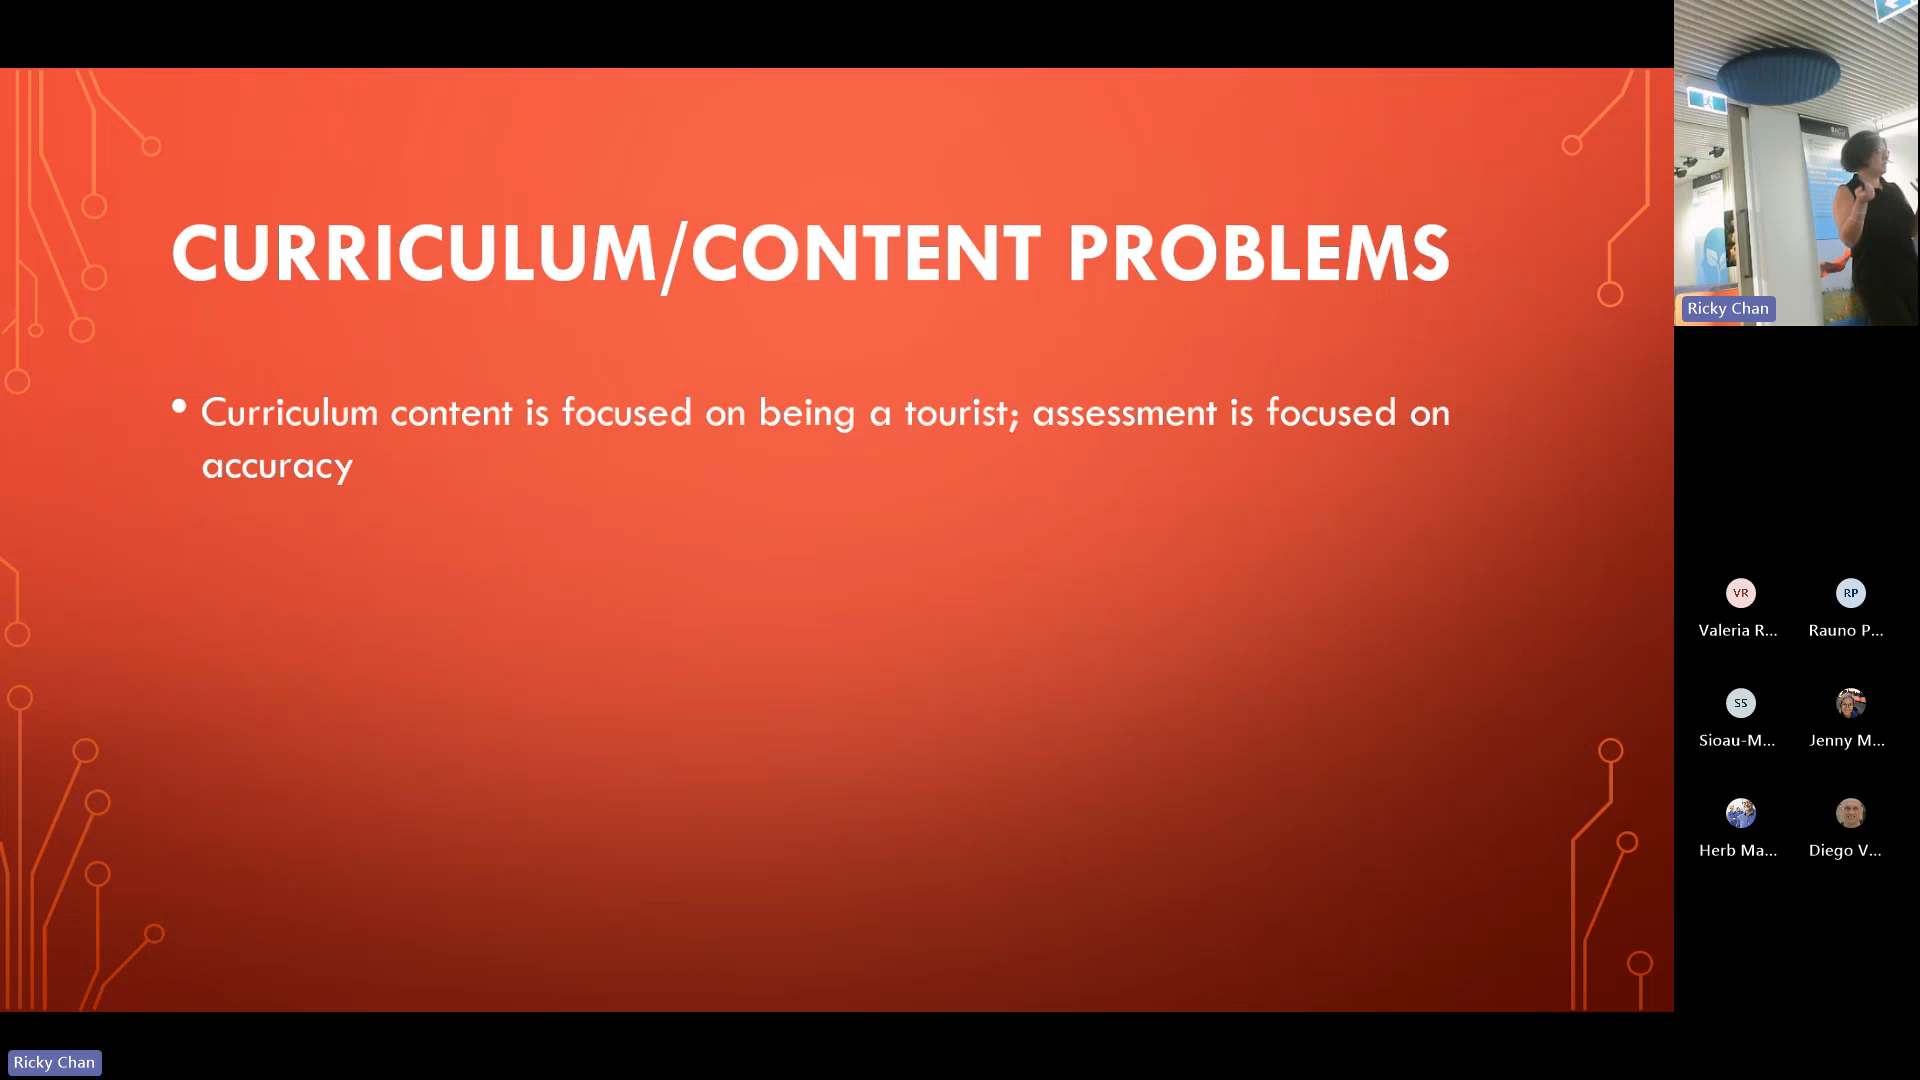 CURRICULUM/CONTENT PROBLEMS
• Curriculum content is focused on being a tourist; assessment is focused on
accuracy
Ricky Chan
VR
RP
Valeria R...
Rauno P...
SS
Sioau-M...
Jenny M...
Herb Ma...
Diego V...
Ricky Chan